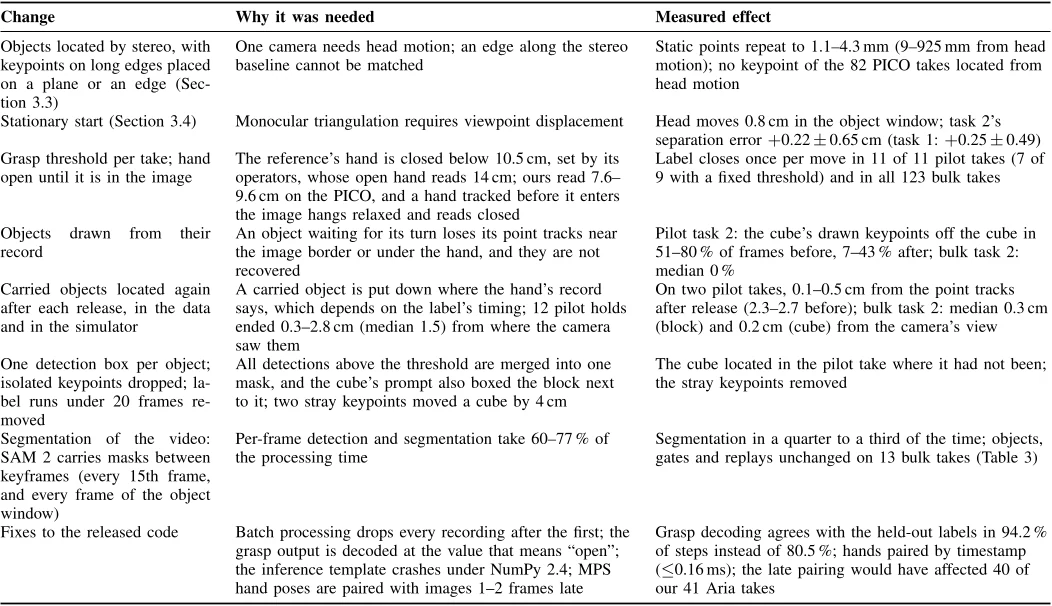 Change Why it was needed Measured effect
Objects located by stereo, with
keypoints on long edges placed
on a plane or an edge (Sec-
tion 3.3)
One camera needs head motion; an edge along the stereo
baseline cannot be matched
Static points repeat to 1.1–4.3 mm (9–925 mm from head
motion); no keypoint of the 82 PICO takes located from
head motion
Stationary start (Section 3.4)
Monocular triangulation requires viewpoint displacement
Head moves 0.8 cm in the object window; task 2’s
separation error +0.22 ± 0.65 cm (task 1: +0.25 ± 0.49)
Grasp threshold per take; hand
open until it is in the image
The reference’s hand is closed below 10.5 cm, set by its
operators, whose open hand reads 14 cm; ours read 7.6–
9.6 cm on the PICO, and a hand tracked before it enters
the image hangs relaxed and reads closed
Label closes once per move in 11 of 11 pilot takes (7 of
9 with a fixed threshold) and in all 123 bulk takes
Objects drawn from their
record
An object waiting for its turn loses its point tracks near
the image border or under the hand, and they are not
recovered
Pilot task 2: the cube’s drawn keypoints off the cube in
51–80 % of frames before, 7–43 % after; bulk task 2:
median 0 %
Carried objects located again
after each release, in the data
and in the simulator
A carried object is put down where the hand’s record
says, which depends on the label’s timing; 12 pilot holds
ended 0.3–2.8 cm (median 1.5) from where the camera
saw them
On two pilot takes, 0.1–0.5 cm from the point tracks
after release (2.3–2.7 before); bulk task 2: median 0.3 cm
(block) and 0.2 cm (cube) from the camera’s view
One detection box per object;
isolated keypoints dropped; la-
bel runs under 20 frames re-
moved
All detections above the threshold are merged into one
mask, and the cube’s prompt also boxed the block next
to it; two stray keypoints moved a cube by 4 cm
The cube located in the pilot take where it had not been;
the stray keypoints removed
Segmentation of the video:
SAM 2 carries masks between
keyframes (every 15th frame,
and every frame of the object
window)
Per-frame detection and segmentation take 60–77 % of
the processing time
Segmentation in a quarter to a third of the time; objects,
gates and replays unchanged on 13 bulk takes (Table 3)
Fixes to the released code
Batch processing drops every recording after the first; the
grasp output is decoded at the value that means “open”;
the inference template crashes under NumPy 2.4; MPS
hand poses are paired with images 1–2 frames late
Grasp decoding agrees with the held-out labels in 94.2 %
of steps instead of 80.5 %; hands paired by timestamp
(≤0.16 ms); the late pairing would have affected 40 of
our 41 Aria takes